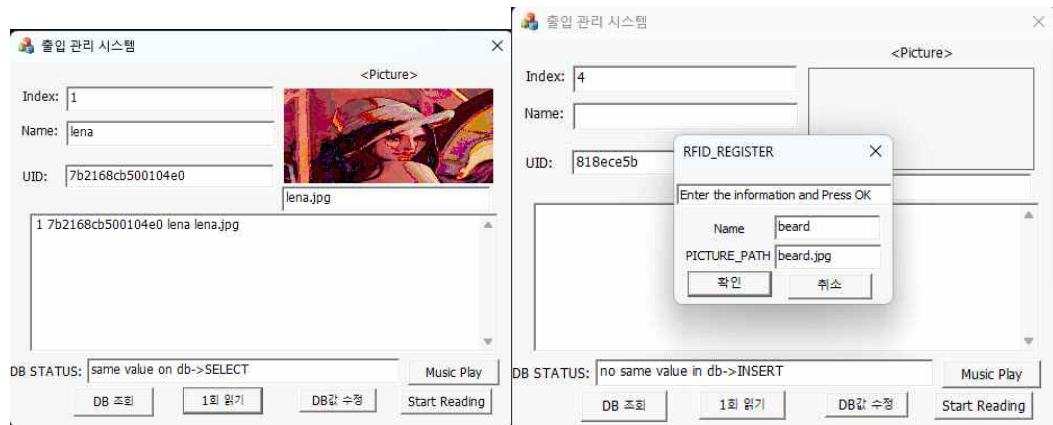 출입 관리 시스템
<Picture>
Index: 1
Name: lena
UID: 7b2168cb500104e0
lena.jpg
1 7b2168cb500104e0 lena lena.jpg
DB STATUS: same value on db->SELECT
Music Play
DB 조회
1회 읽기
DB값 수정
Start Reading
출입 관리 시스템
<Picture>
Index: 4
Name:
UID: 818ece5b
RFID_REGISTER
Enter the information and Press OK
Name beard
PICTURE_PATH beard.jpg
확인
취소
DB STATUS: no same value in db->INSERT
Music Play
DB 조회
1회 읽기
DB값 수정
Start Reading